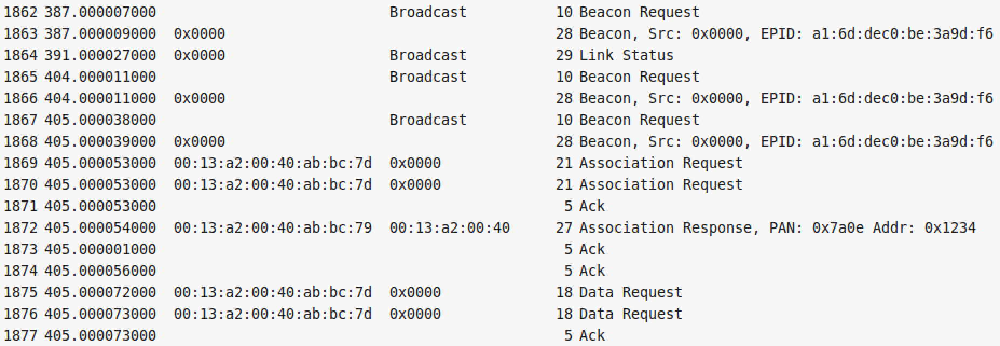 1862 387.000007000 Broadcast 10 Beacon Request
1863 387.000009000 0x0000 28 Beacon, Src: 0x0000, EPID: a1:6d:dec0:be:3a9d:f6
1864 391.000027000 0x0000 Broadcast 29 Link Status
1865 404.000011000 Broadcast 10 Beacon Request
1866 404.000011000 0x0000 28 Beacon, Src: 0x0000, EPID: a1:6d:dec0:be:3a9d:f6
1867 405.000038000 Broadcast 10 Beacon Request
1868 405.000039000 0x0000 28 Beacon, Src: 0x0000, EPID: a1:6d:dec0:be:3a9d:f6
1869 405.000053000 00:13:a2:00:40:ab:bc:7d 0x0000 21 Association Request
1870 405.000053000 00:13:a2:00:40:ab:bc:7d 0x0000 21 Association Request
1871 405.000053000 5 Ack
1872 405.000054000 00:13:a2:00:40:ab:bc:79 00:13:a2:00:40 27 Association Response, PAN: 0x7a0e Addr: 0x1234
1873 405.000001000 5 Ack
1874 405.000056000 5 Ack
1875 405.000072000 00:13:a2:00:40:ab:bc:7d 0x0000 18 Data Request
1876 405.000073000 00:13:a2:00:40:ab:bc:7d 0x0000 18 Data Request
1877 405.000073000 5 Ack